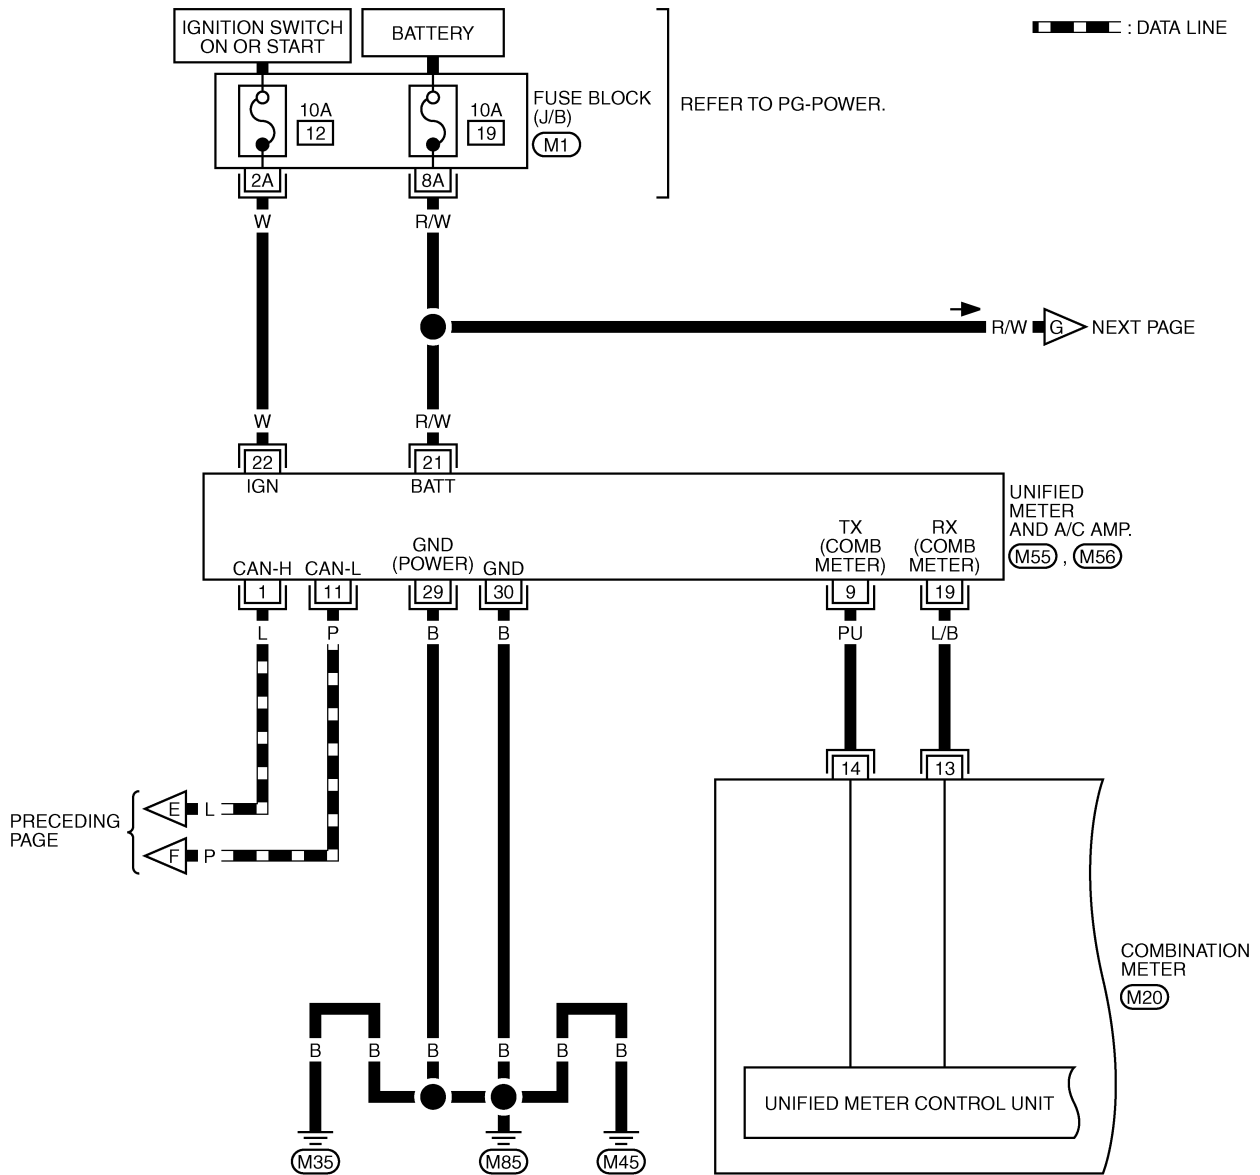 IGNITION SWITCH
ON OR START
BATTERY
: DATA LINE
10A
12
10A
19
FUSE BLOCK
(J/B)
M1
REFER TO PG-POWER.
2A
8A
W
R/W
R/W
G
NEXT PAGE
W
R/W
22
21
IGN
BATT
UNIFIED
METER
AND A/C AMP.
M55 , M56
CAN-H
CAN-L
GND
(POWER)
GND
TX
(COMB
METER)
RX
(COMB
METER)
1
11
29
30
9
19
L
P
B
B
PU
L/B
14
13
PRECEDING
PAGE
E
L
F
P
COMBINATION
METER
M20
B
B
B
B
B
B
UNIFIED METER CONTROL UNIT
M35
M85
M45